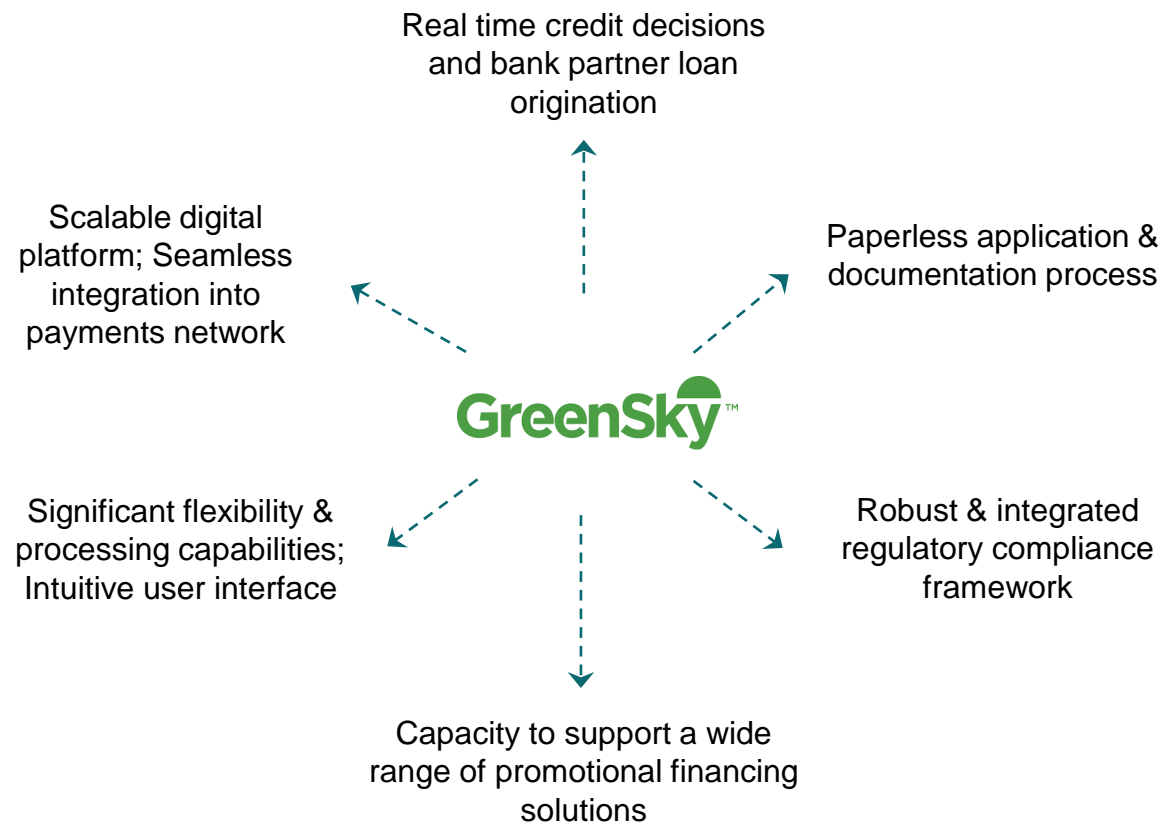 Real time credit decisions
and bank partner loan
origination
Scalable digital
platform; Seamless
integration into
payments network
Paperless application &
documentation process
GreenSky™
Significant flexibility &
processing capabilities;
Intuitive user interface
Robust & integrated
regulatory compliance
framework
Capacity to support a wide
range of promotional financing
solutions